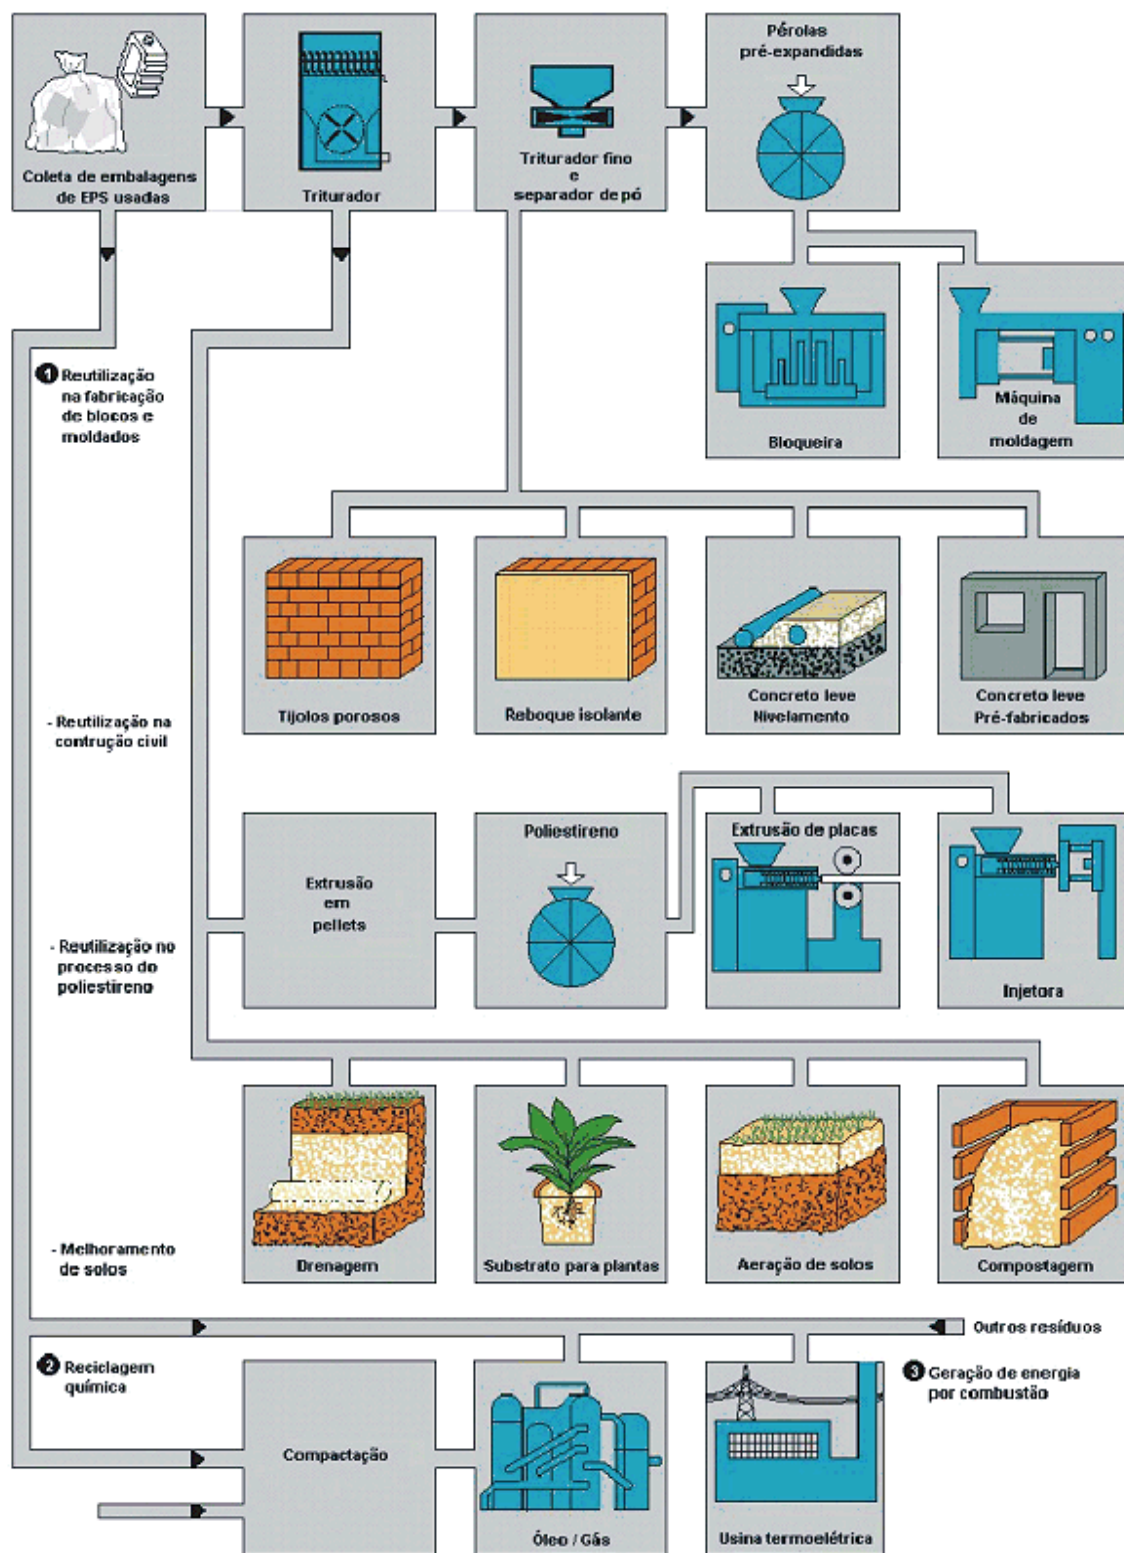 Coleta de embalagens
de EPS usadas
Triturador
Triturador fino
e
separador de pó
Pérolas
pré-expandidas
1 Reutilização
na fabricação
de blocos e
moldados
Bloqueira
Máquina
de
moldagem
- Reutilização na
contrução civil
Tijolos porosos
Reboque isolante
Concreto leve
Nivelamento
Concreto leve
Pré-fabricados
- Reutilização no
processo do
poliestireno
Extrusão
em
pellets
Poliestireno
Extrusão de placas
Injetora
- Melhoramento
de solos
Drenagem
Substrato para plantas
Aeração de solos
Compostagem
Outros resíduos
2 Reciclagem
química
Compactação
Óleo / Gás
Usina termoelétrica
3 Geração de energia
por combustão